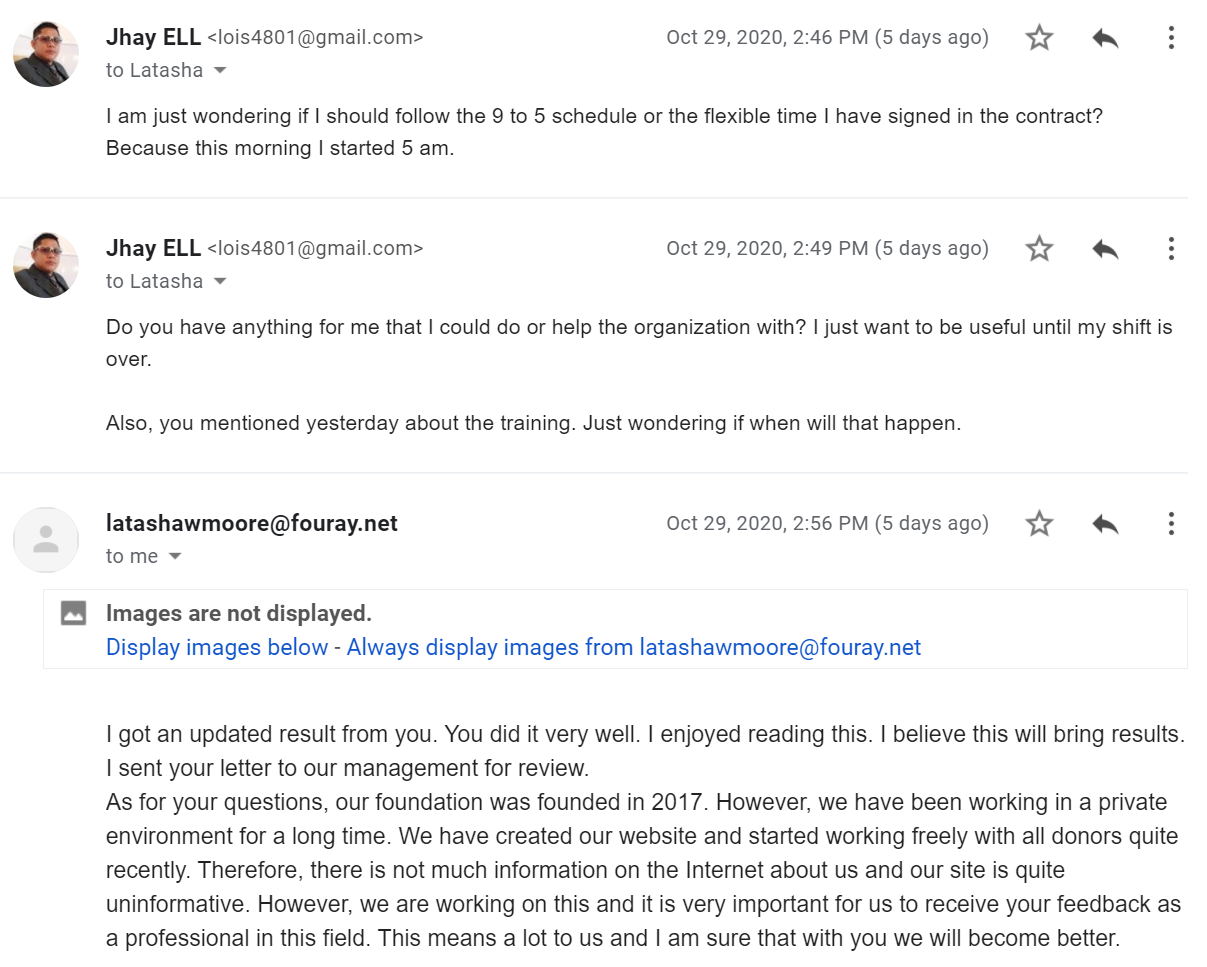 Jhay ELL <lois4801@gmail.com> Oct 29, 2020, 2:46 PM (5 days ago)
to Latasha
I am just wondering if I should follow the 9 to 5 schedule or the flexible time I have signed in the contract?
Because this morning I started 5 am.
Jhay ELL <lois4801@gmail.com> Oct 29, 2020, 2:49 PM (5 days ago)
to Latasha
Do you have anything for me that I could do or help the organization with? I just want to be useful until my shift is
over.
Also, you mentioned yesterday about the training. Just wondering if when will that happen.
latashawmoore@fouray.net Oct 29, 2020, 2:56 PM (5 days ago)
to me
Images are not displayed.
Display images below - Always display images from latashawmoore@fouray.net
I got an updated result from you. You did it very well. I enjoyed reading this. I believe this will bring results.
I sent your letter to our management for review.
As for your questions, our foundation was founded in 2017. However, we have been working in a private
environment for a long time. We have created our website and started working freely with all donors quite
recently. Therefore, there is not much information on the Internet about us and our site is quite
uninformative. However, we are working on this and it is very important for us to receive your feedback as
a professional in this field. This means a lot to us and I am sure that with you we will become better.